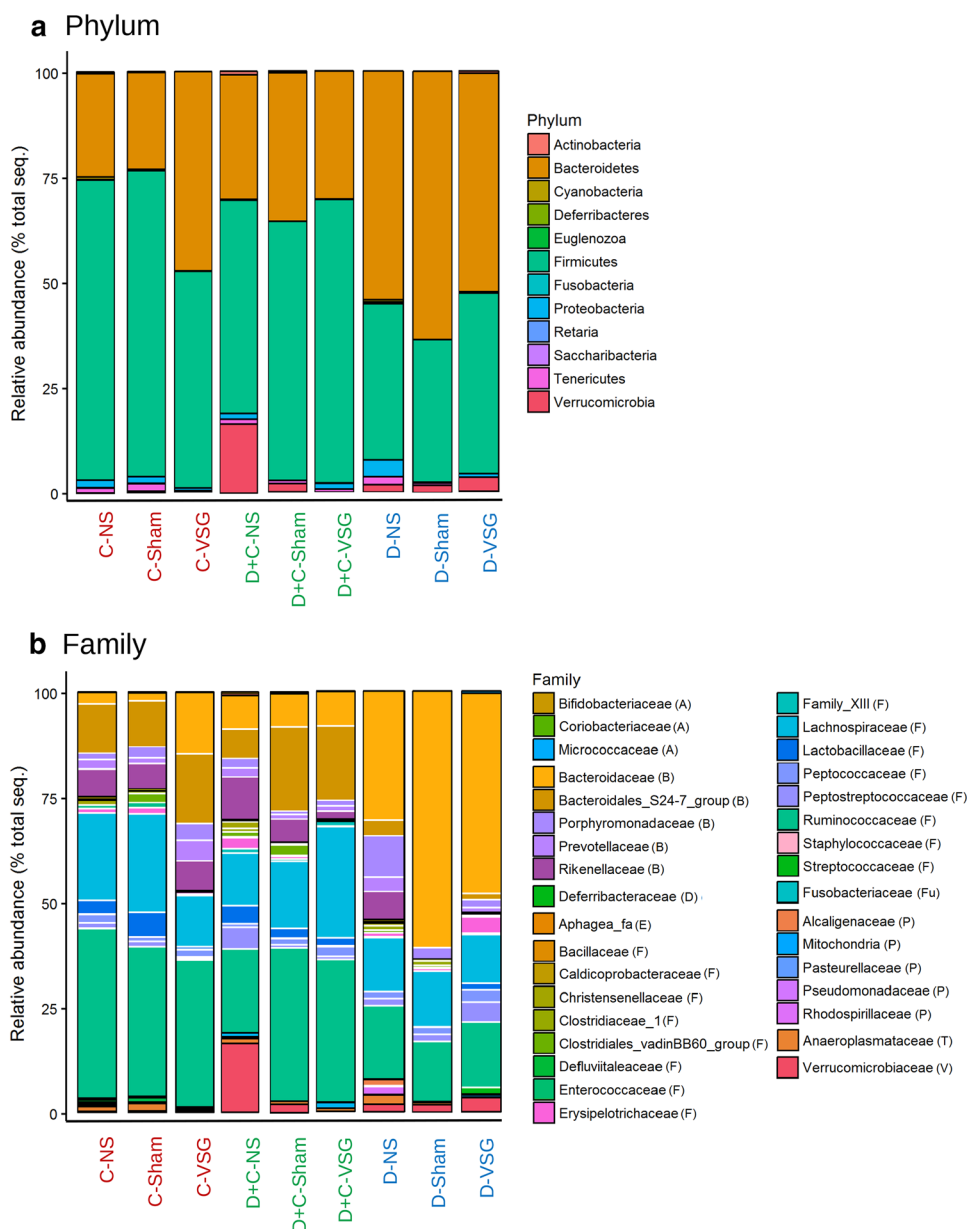 a Phylum
Relative abundance (% total seq.)
100
75
50
25
0
C-NS
C-Sham
C-VSG
D+C-NS
D+C-Sham
D+C-VSG
D-NS
D-Sham
D-VSG
Phylum
Actinobacteria
Bacteroidetes
Cyanobacteria
Deferribacteres
Euglenozoa
Firmicutes
Fusobacteria
Proteobacteria
Retaria
Saccharibacteria
Tenericutes
Verrucomicrobia
b Family
Relative abundance (% total seq.)
100
75
50
25
0
C-NS
C-Sham
C-VSG
D+C-NS
D+C-Sham
D+C-VSG
D-NS
D-Sham
D-VSG
Family
Bifidobacteriaceae (A)
Coriobacteriaceae (A)
Micrococcaceae (A)
Bacteroidaceae (B)
Bacteroidales_S24-7_group (B)
Porphyromonadaceae (B)
Prevotellaceae (B)
Rikenellaceae (B)
Deferribacteraceae (D)
Aphagea_fa (E)
Bacillaceae (F)
Caldicoprobacteraceae (F)
Christensenellaceae (F)
Clostridiaceae_1 (F)
Clostridiales_vadinBB60_group (F)
Defluviitaleaceae (F)
Enterococcaceae (F)
Erysipelotrichaceae (F)
Family_XIII (F)
Lachnospiraceae (F)
Lactobacillaceae (F)
Peptococcaceae (F)
Peptostreptococcaceae (F)
Ruminococcaceae (F)
Staphylococcaceae (F)
Streptococcaceae (F)
Fusobacteriaceae (Fu)
Alcaligenaceae (P)
Mitochondria (P)
Pasteurellaceae (P)
Pseudomonadaceae (P)
Rhodospirillaceae (P)
Anaeroplasmataceae (T)
Verrucomicrobiaceae (V)